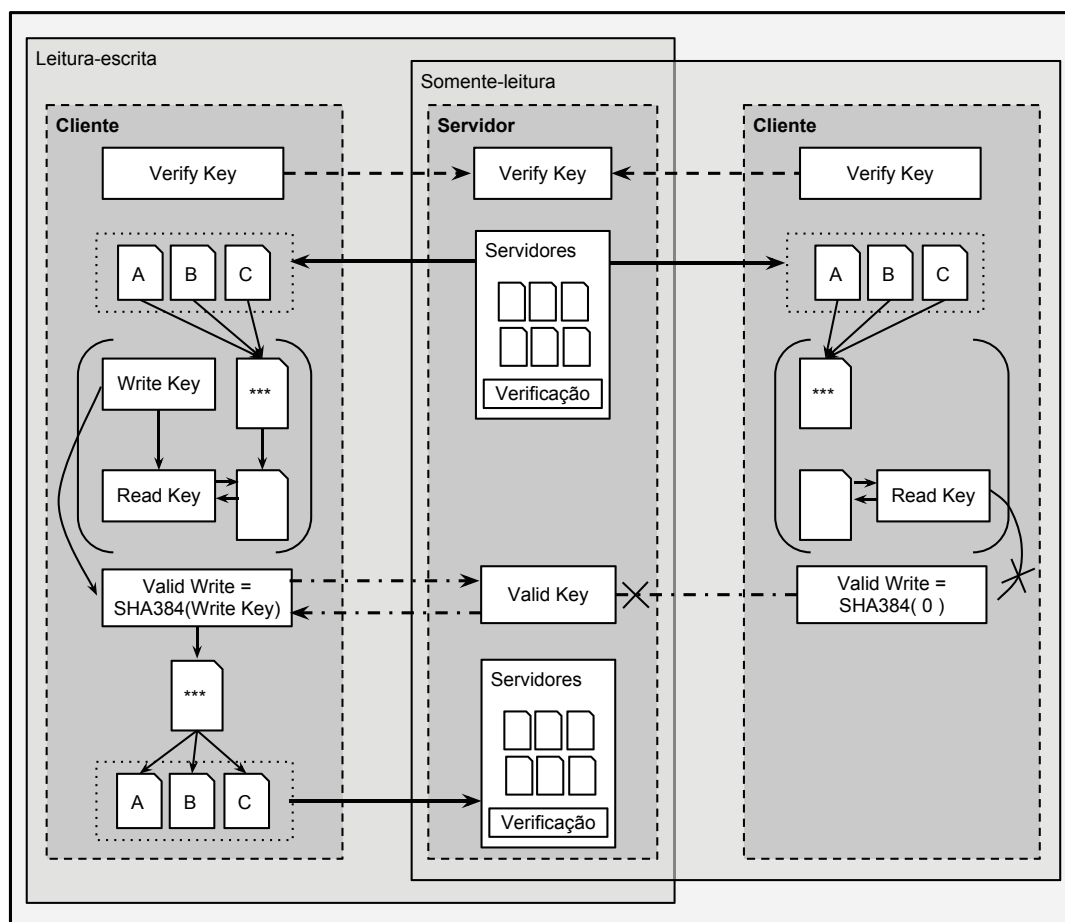 Leitura-escrita
Somente-leitura
Cliente
Servidor
Cliente
Verify Key
Verify Key
Verify Key
Servidores
A
B
C
A
B
C
Verificação
Write Key
***
***
Read Key
Read Key
Valid Write =
SHA384(Write Key)
Valid Key
Valid Write =
SHA384( 0 )
Servidores
***
A
B
C
Verificação